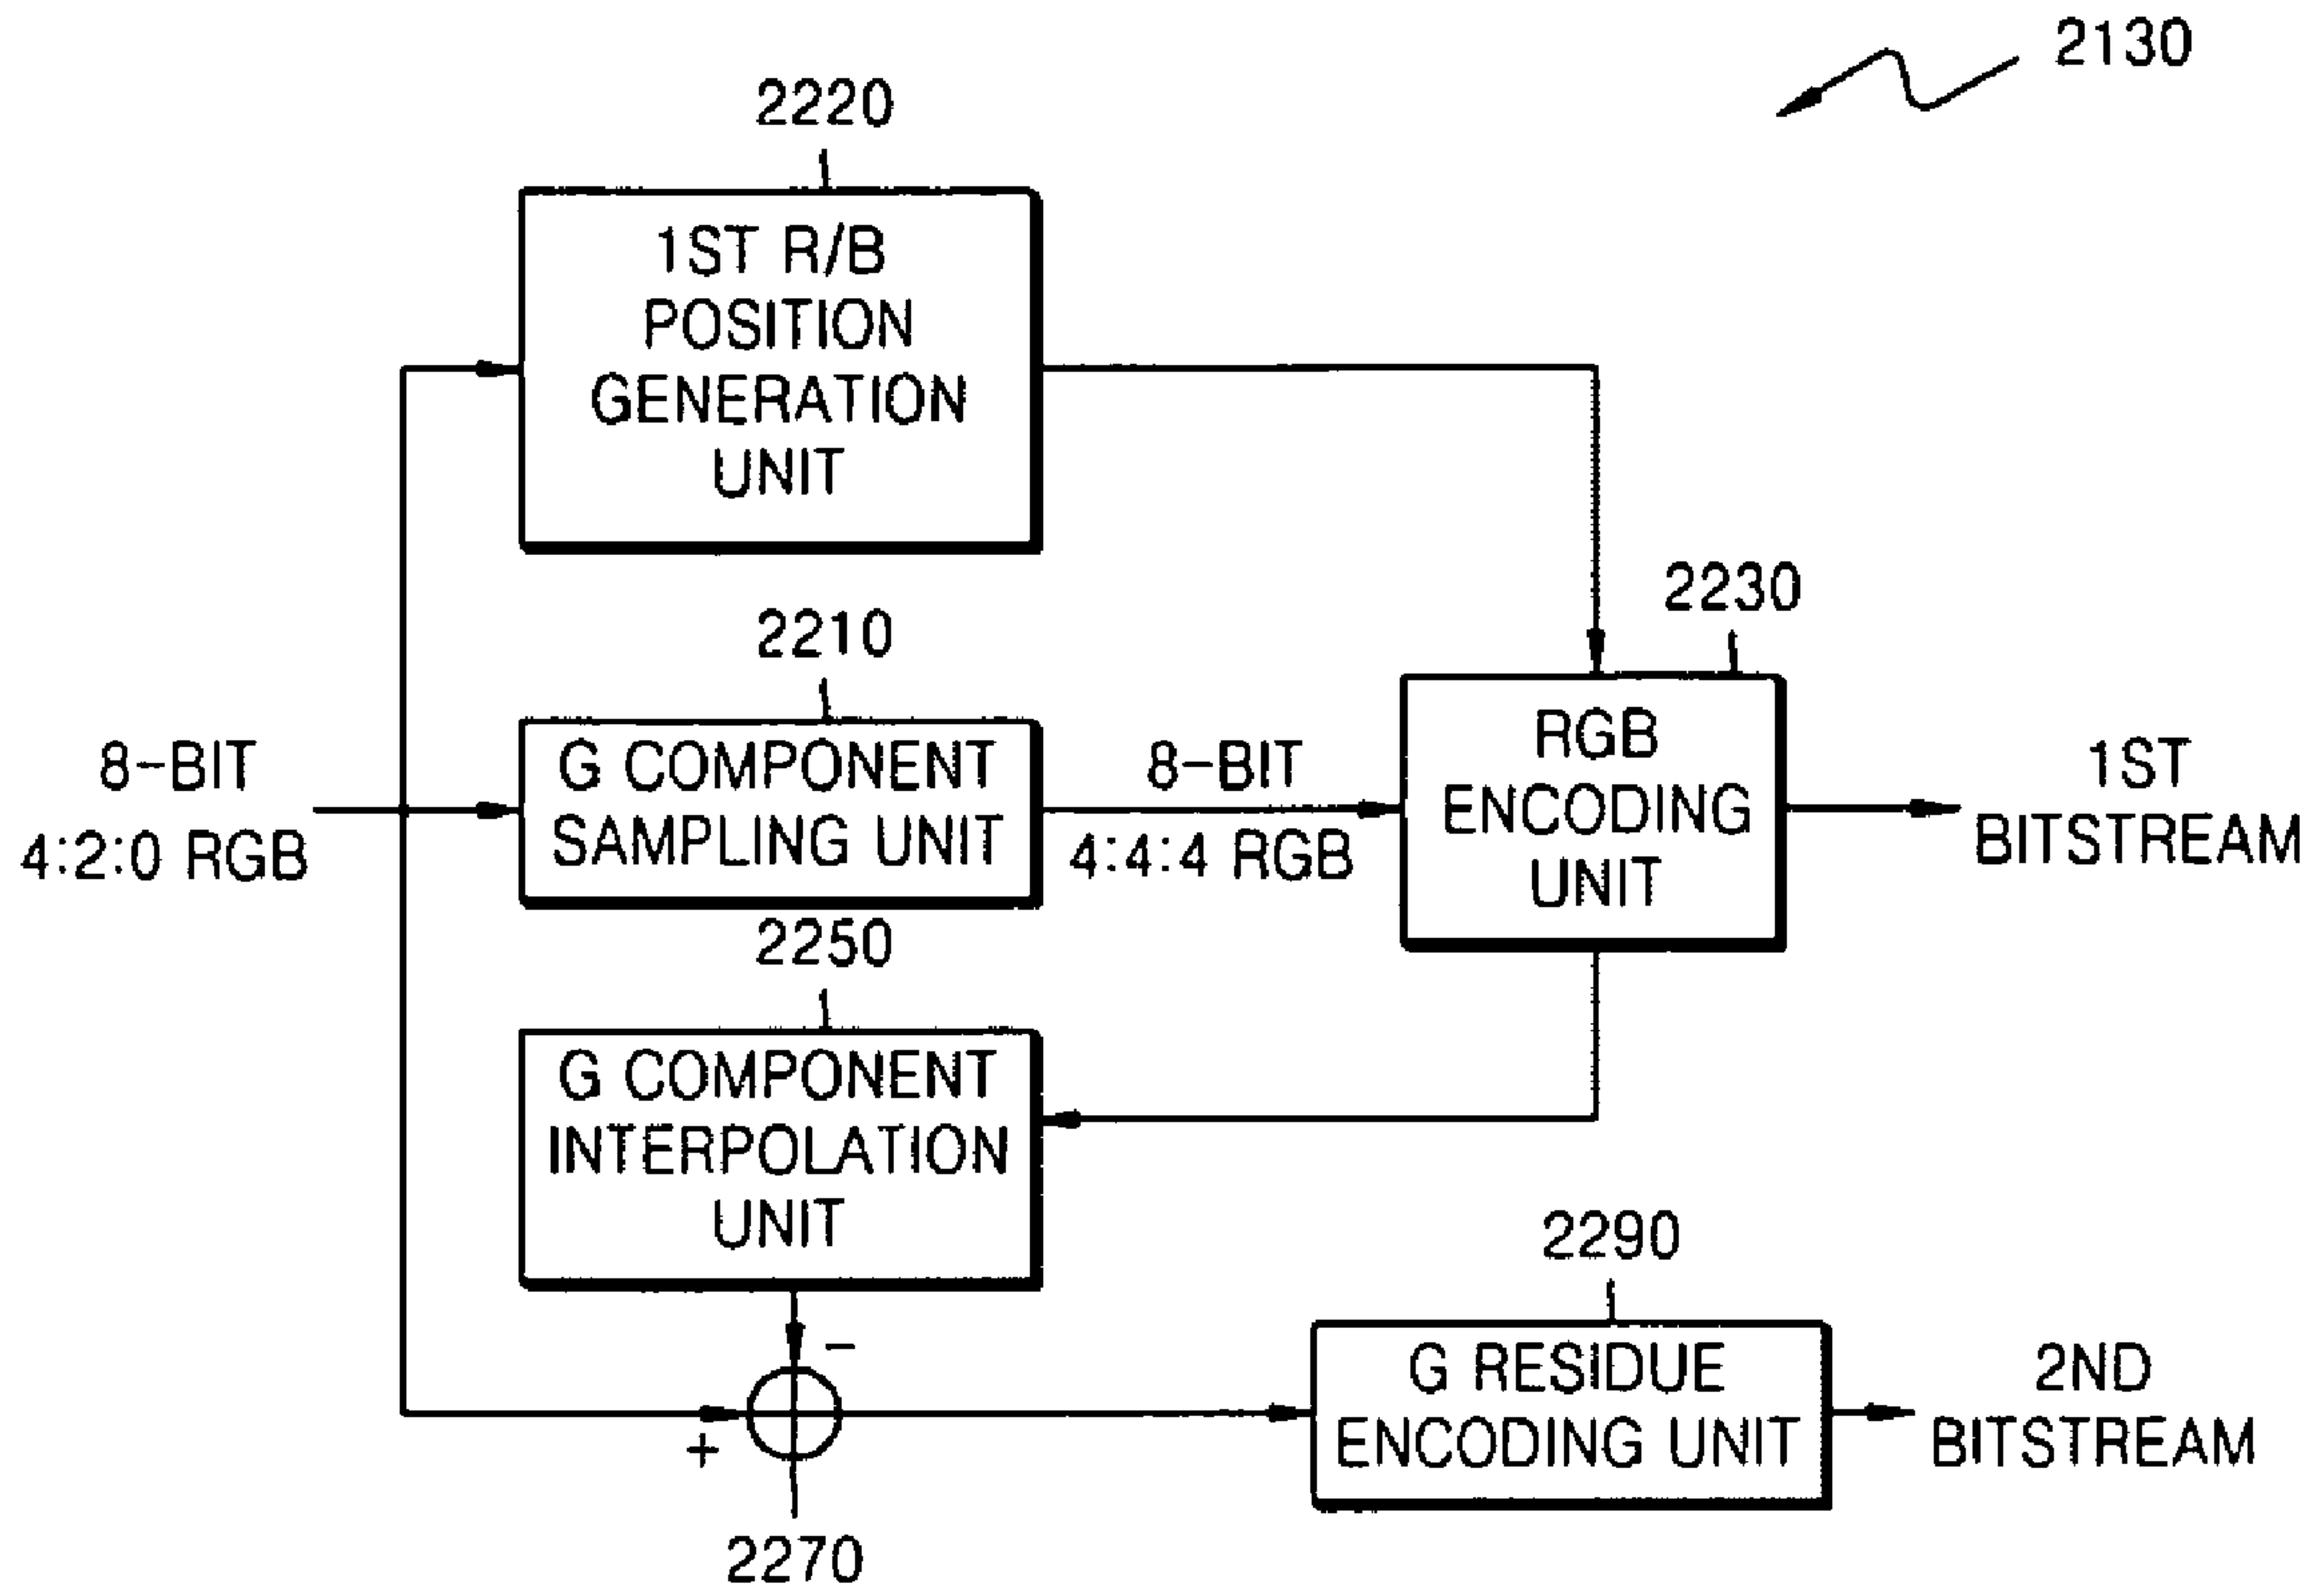 2130
2220
1ST R/B
POSITION
GENERATION
UNIT
2230
2210
8-BIT
4:2:0 RGB
G COMPONENT
SAMPLING UNIT
8-BIT
4:4:4 RGB
RGB
ENCODING
UNIT
1ST
BITSTREAM
2250
G COMPONENT
INTERPOLATION
UNIT
2290
-
+
G RESIDUE
ENCODING UNIT
2ND
BITSTREAM
2270